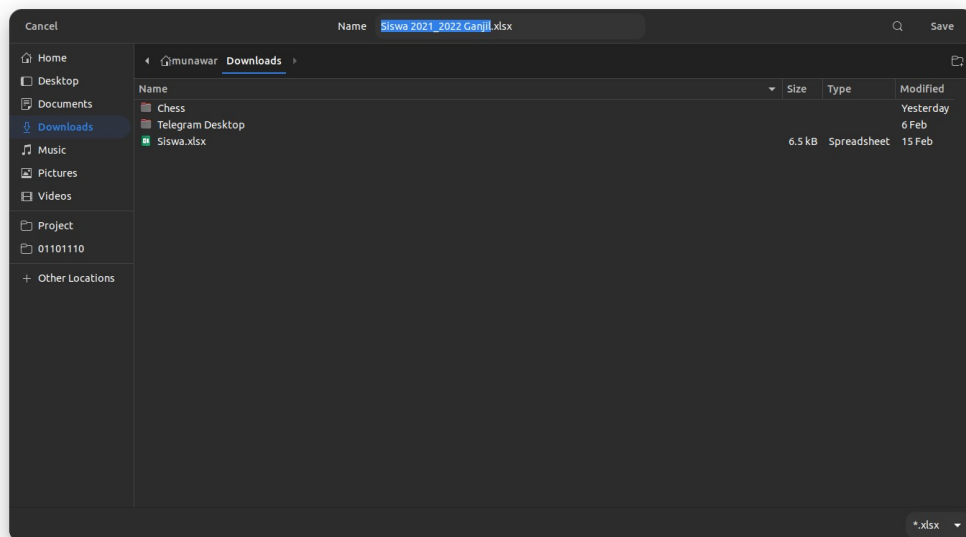 Cancel
Name Siswa 2021_2022 Ganjil.xlsx
Save
Home
Desktop
Documents
Downloads
Music
Pictures
Videos
Project
01101110
+ Other Locations
munawar Downloads
Name Size Type Modified
Chess Yesterday
Telegram Desktop 6 Feb
Siswa.xlsx 6.5 kB Spreadsheet 15 Feb
*.xlsx